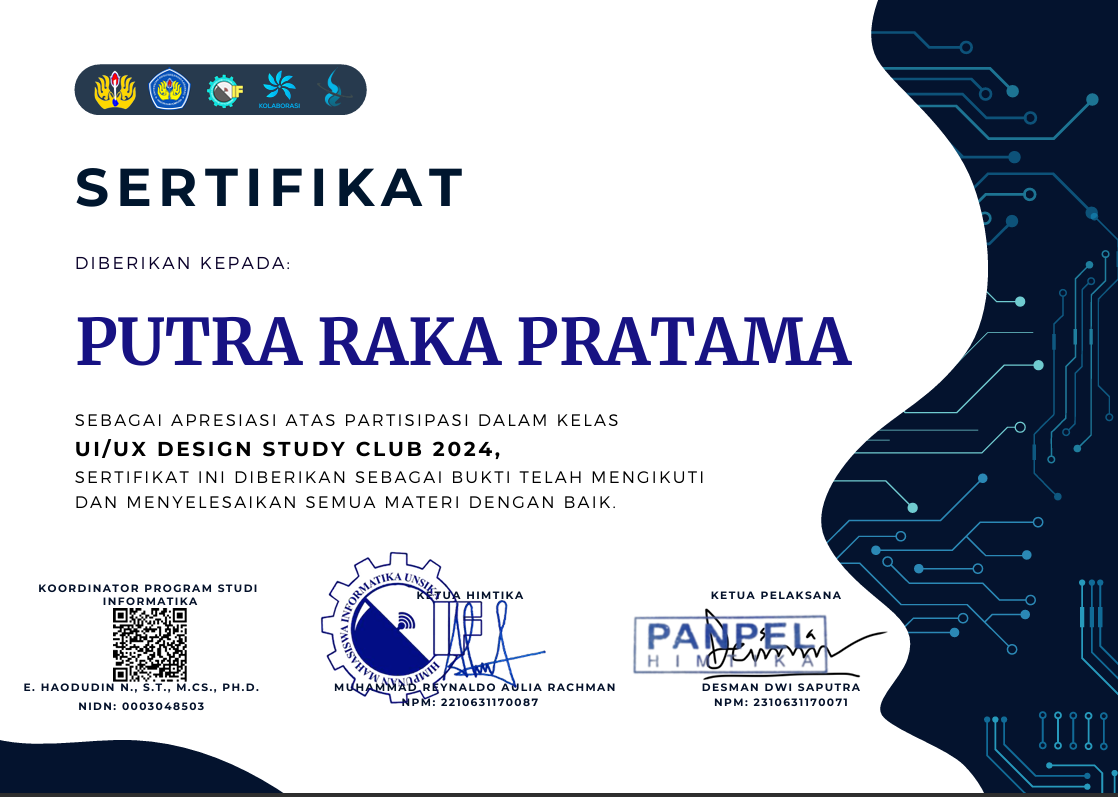 IF
KOLABORASI
SERTIFIKAT
DIBERIKAN KEPADA:
PUTRA RAKA PRATAMA
SEBAGAI APRESIASI ATAS PARTISIPASI DALAM KELAS
UI/UX DESIGN STUDY CLUB 2024,
SERTIFIKAT INI DIBERIKAN SEBAGAI BUKTI TELAH MENGIKUTI
DAN MENYELESAIKAN SEMUA MATERI DENGAN BAIK.
KOORDINATOR PROGRAM STUDI
INFORMATIKA
E. HAODUDIN N., S.T., M.CS., PH.D.
NIDN: 0003048503
HIMPUNAN MAHASISWA INFORMATIKA UNSIKA
KETUA HIMTIKA
MUHAMMAD REYNALDO AULIA RACHMAN
NPM: 2210631170087
KETUA PELAKSANA
PANPEL
HIMTIKA
DESMAN DWI SAPUTRA
NPM: 2310631170071